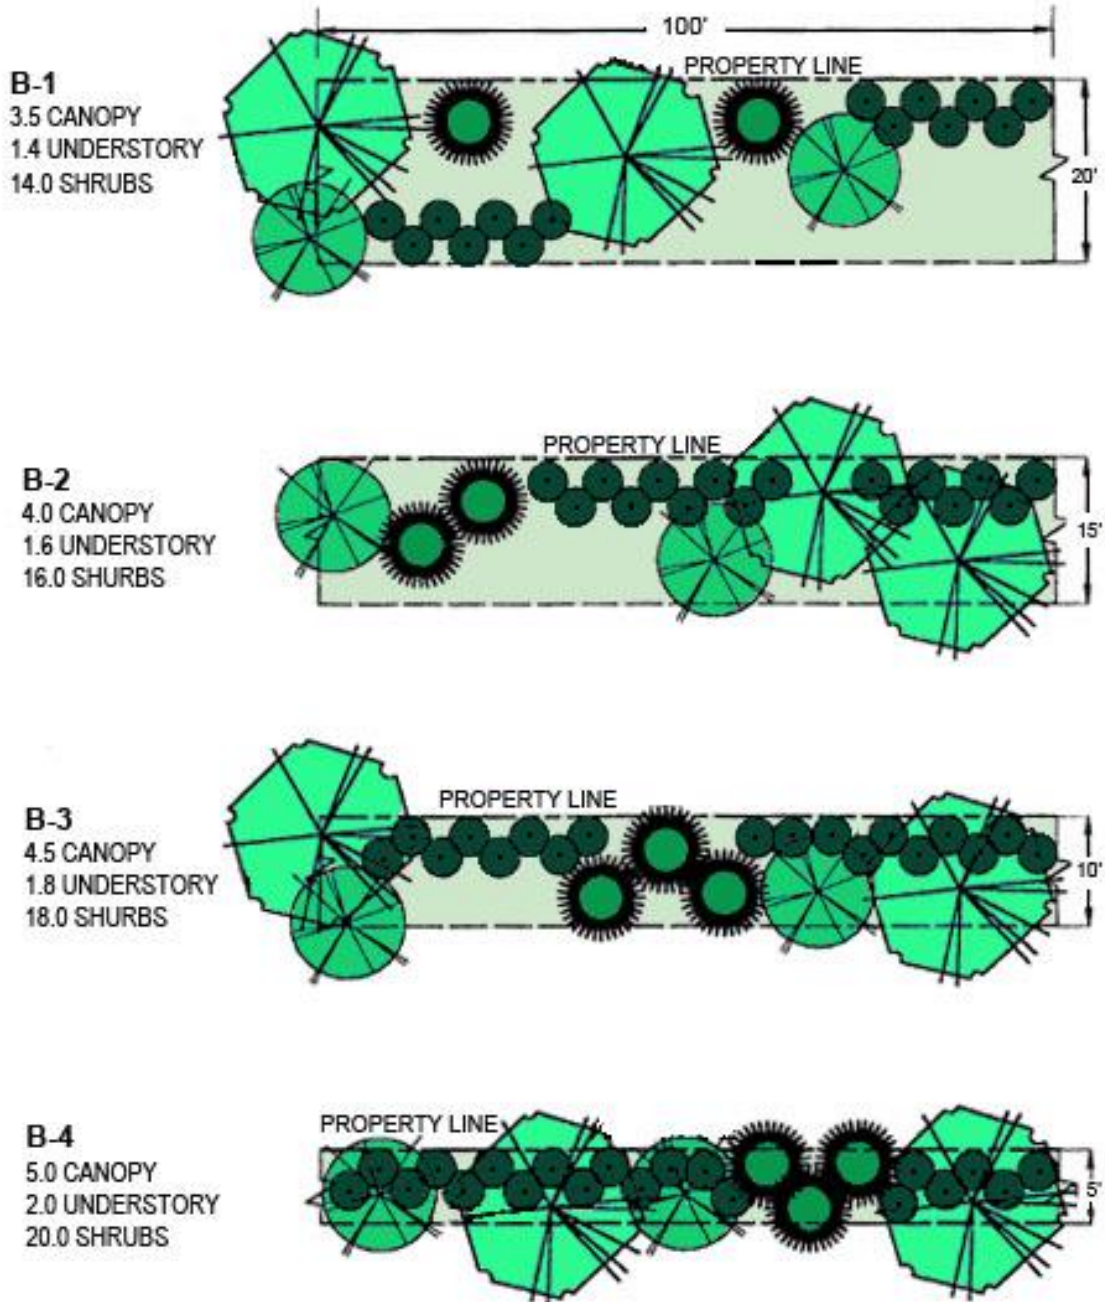 100'
PROPERTY LINE
B-1
3.5 CANOPY
1.4 UNDERSTORY
14.0 SHRUBS
20'
PROPERTY LINE
B-2
4.0 CANOPY
1.6 UNDERSTORY
16.0 SHURBS
15'
PROPERTY LINE
B-3
4.5 CANOPY
1.8 UNDERSTORY
18.0 SHURBS
10'
PROPERTY LINE
B-4
5.0 CANOPY
2.0 UNDERSTORY
20.0 SHRUBS
5'